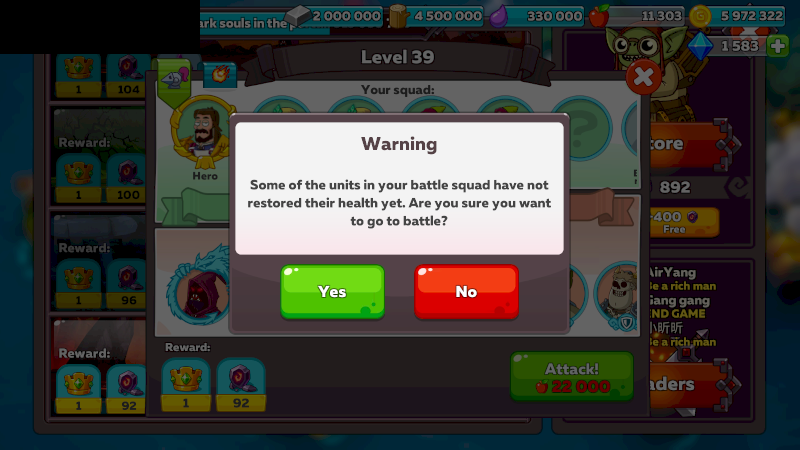 ark souls in the
2 000 000
4 500 000
330 000
11 303
5 972 322
1 583
Level 39
Your squad:
1
104
Reward:
Hero
1
100
Reward:
1
96
Reward:
1
92
Warning
Some of the units in your battle squad have not
restored their health yet. Are you sure you want
to go to battle?
Yes
No
Reward:
1
92
Attack!
22 000
ore
892
400
Free
AirYang
Be a rich man
Gang gang
END GAME
小昕昕
Be a rich man
aders